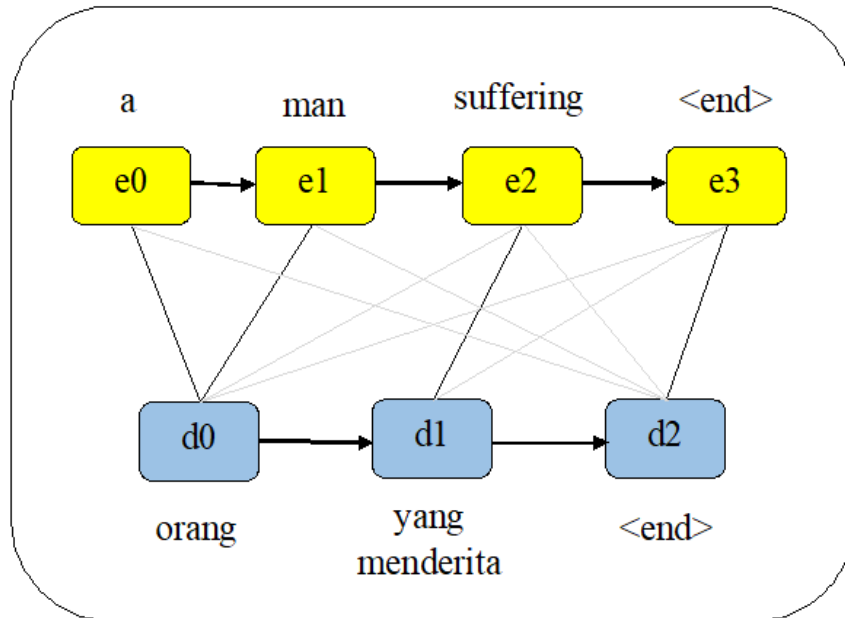 a man suffering <end>
e0 e1 e2 e3
d0 d1 d2
orang yang <end>
menderita